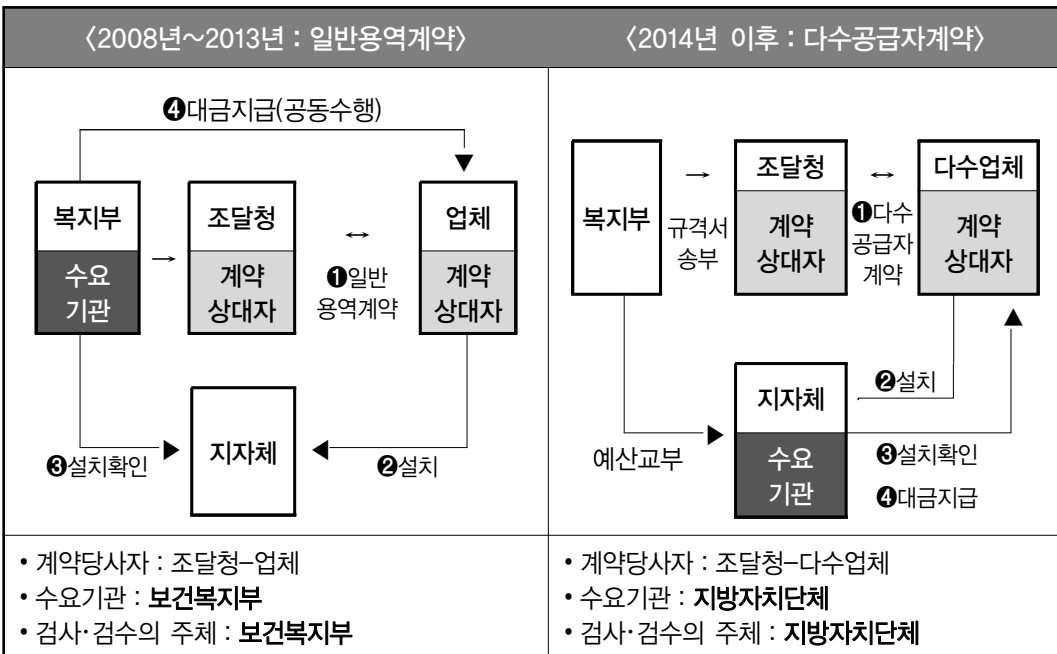 〈2008년～2013년 : 일반용역계약〉
❹대금지급(공동수행)
복지부
수요
기관
→
조달청
계약
상대자
↔
❶일반
용역계약
업체
계약
상대자
❸설치확인
지자체
❷설치
• 계약당사자 : 조달청–업체
• 수요기관 : 보건복지부
• 검사·검수의 주체 : 보건복지부
〈2014년 이후 : 다수공급자계약〉
복지부
→
규격서
송부
조달청
계약
상대자
↔
❶다수
공급자
계약
다수업체
계약
상대자
예산교부
지자체
수요
기관
❷설치
❸설치확인
❹대금지급
• 계약당사자 : 조달청–다수업체
• 수요기관 : 지방자치단체
• 검사·검수의 주체 : 지방자치단체